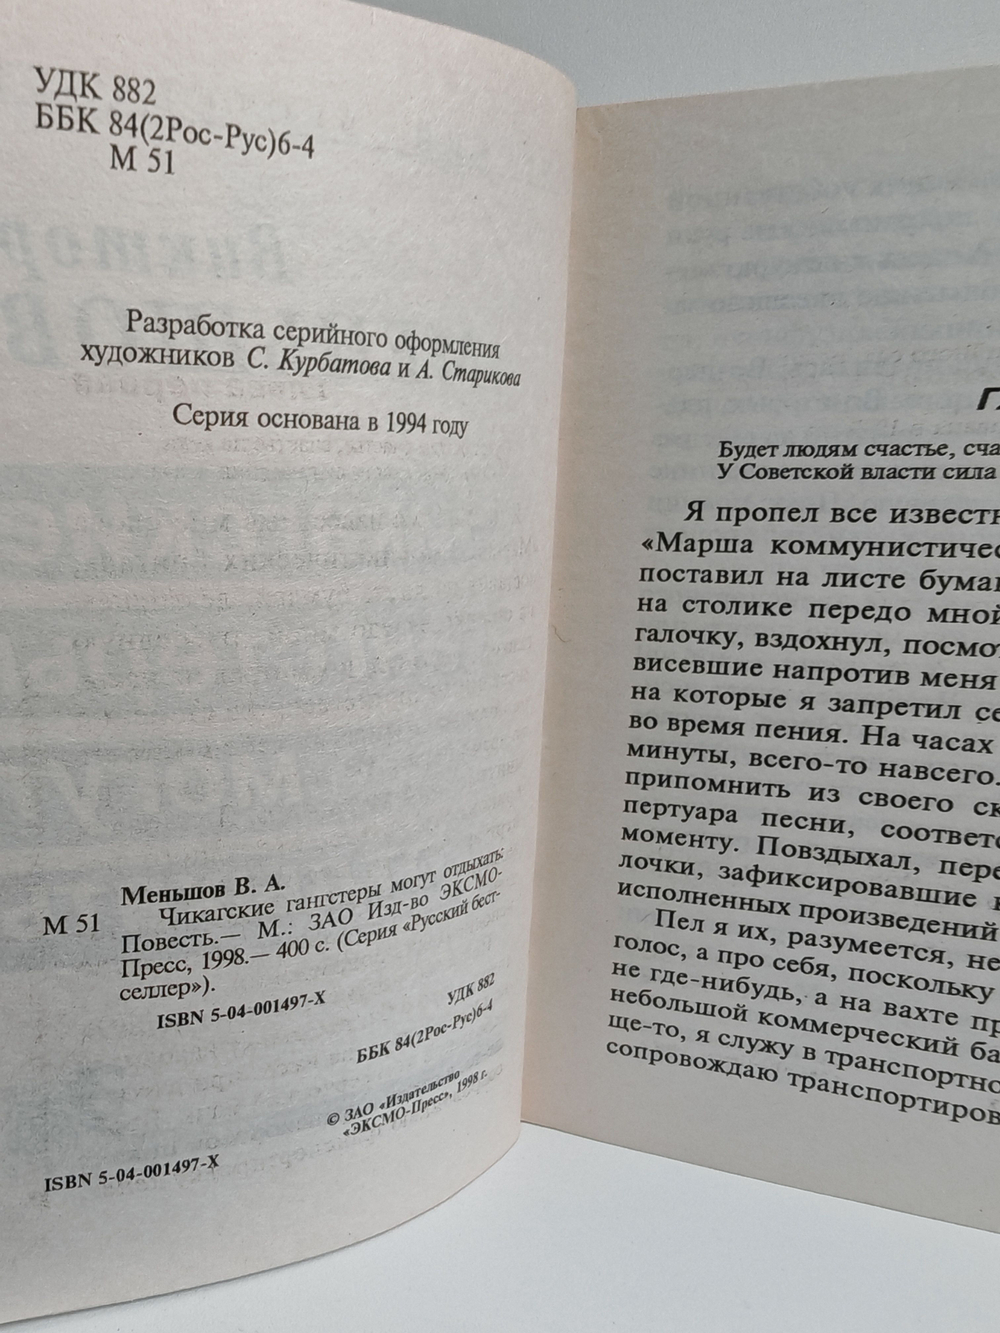 УДК 882
ББК 84(2Рос-Рус)6-4
М 51
Разработка серийного оформления
художников С. Курбатова и А. Старикова
Серия основана в 1994 году
Меньшов В. А.
М 51 Чикагские гангстеры могут отдыхать:
Повесть.— М.: ЗАО Изд-во ЭКСМО-
Пресс, 1998.— 400 с. (Серия «Русский бест-
селлер»).
ISBN 5-04-001497-X
УДК 882
ББК 84(2Рос-Рус)6-4
© ЗАО «Издательство
«ЭКСМО-Пресс», 1998 г.
ISBN 5-04-001497-X
Будет людям счастье, сча
У Советской власти сила
Я пропел все известн
«Марша коммунистичес
поставил на листе бумаг
на столике передо мной
галочку, вздохнул, посмот
висевшие напротив меня
на которые я запретил се
во время пения. На часах
минуты, всего-то навсего.
припомнить из своего ск
пертуара песни, соответс
моменту. Повздыхал, пере
лочки, зафиксировавшие к
исполненных произведений
Пел я их, разумеется, не
голос, а про себя, поскольку
не где-нибудь, а на вахте пр
небольшой коммерческий ба
ще-то, я служу в транспортно
сопровождаю транспортиров